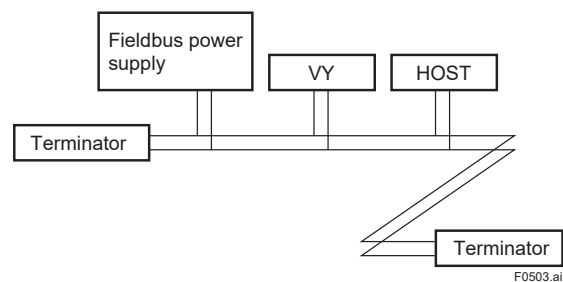 Fieldbus power
supply
VY
HOST
Terminator
Terminator
F0503.ai